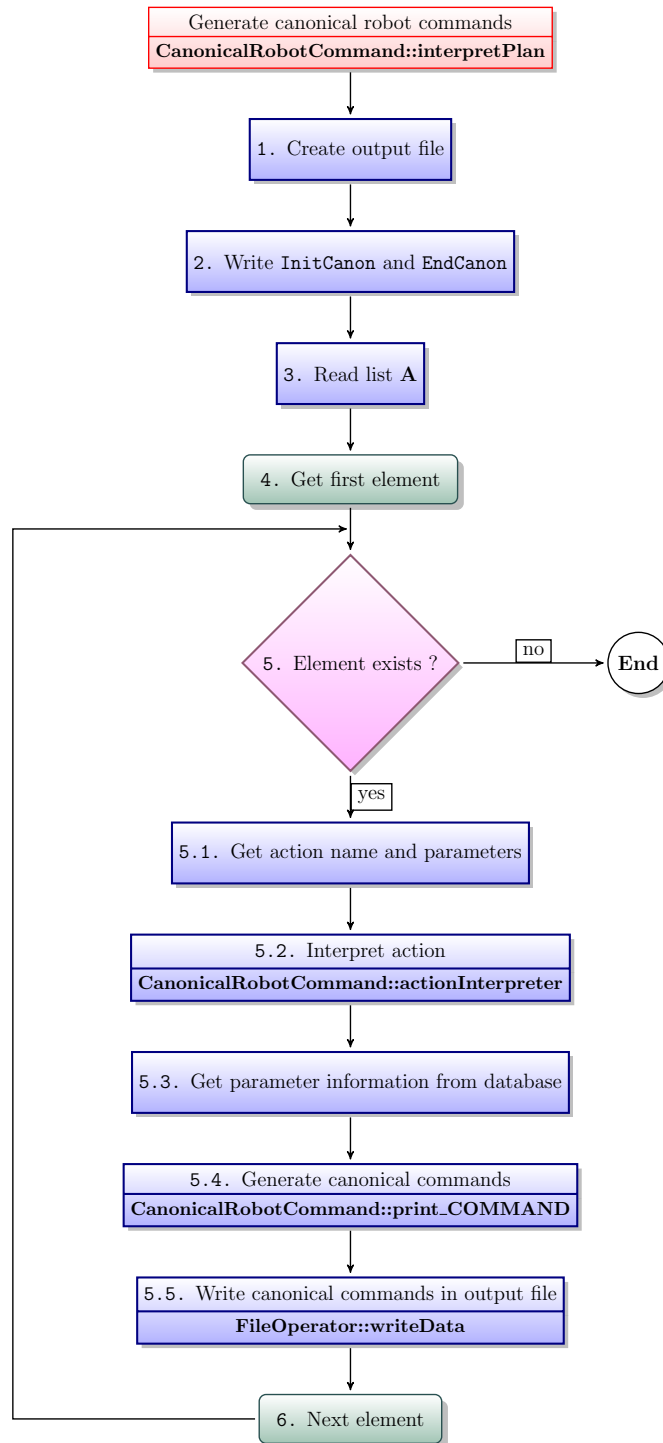 Generate canonical robot commands
CanonicalRobotCommand::interpretPlan
1. Create output file
2. Write InitCanon and EndCanon
3. Read list A
4. Get first element
5. Element exists ?
no
End
yes
5.1. Get action name and parameters
5.2. Interpret action
CanonicalRobotCommand::actionInterpreter
5.3. Get parameter information from database
5.4. Generate canonical commands
CanonicalRobotCommand::print_COMMAND
5.5. Write canonical commands in output file
FileOperator::writeData
6. Next element